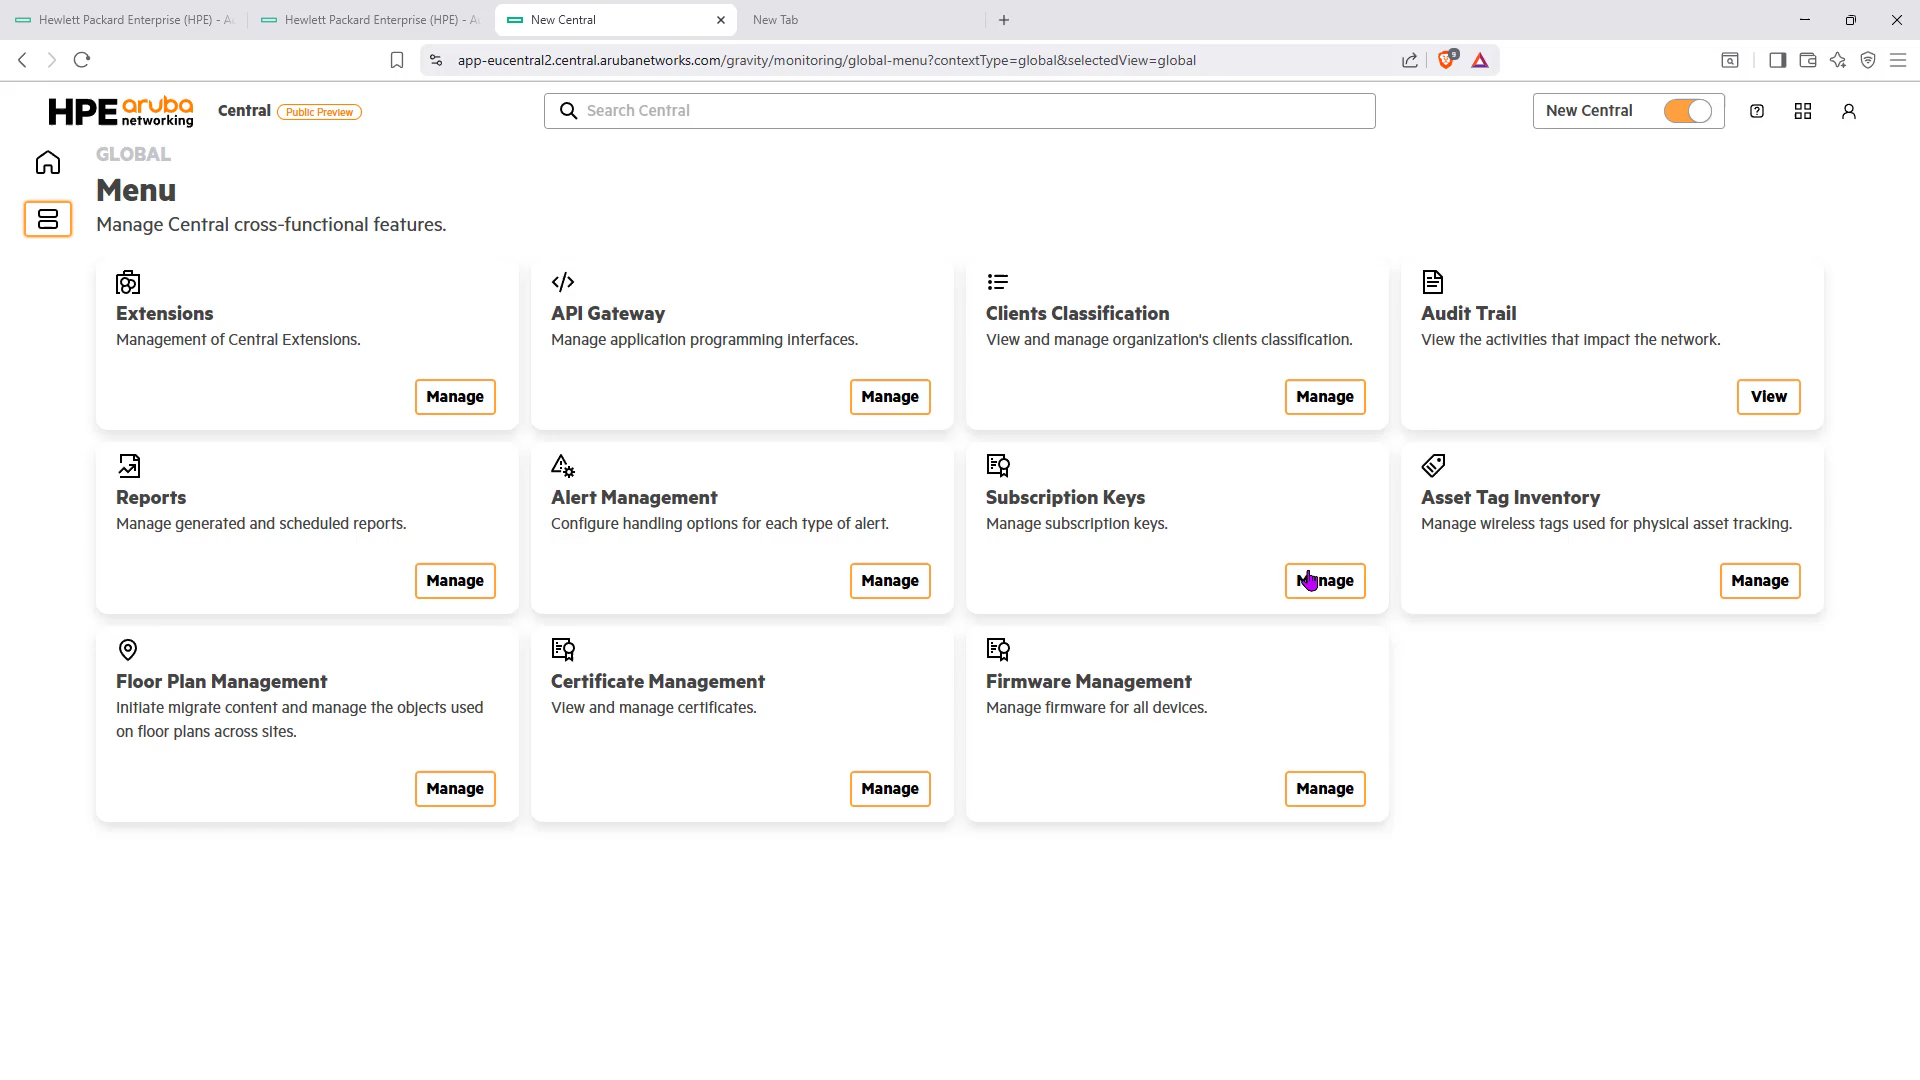 Hewlett Packard Enterprise (HPE) - A
Hewlett Packard Enterprise (HPE) - A
New Central
New Tab
app-eucentral2.central.arubanetworks.com/gravity/monitoring/global-menu?contextType=global&selectedView=global
9
HPE aruba networking
Central
Public Preview
Search Central
New Central
GLOBAL
Menu
Manage Central cross-functional features.
Extensions
Management of Central Extensions.
Manage
API Gateway
Manage application programming interfaces.
Manage
Clients Classification
View and manage organization's clients classification.
Manage
Audit Trail
View the activities that impact the network.
View
Reports
Manage generated and scheduled reports.
Manage
Alert Management
Configure handling options for each type of alert.
Manage
Subscription Keys
Manage subscription keys.
Manage
Asset Tag Inventory
Manage wireless tags used for physical asset tracking.
Manage
Floor Plan Management
Initiate migrate content and manage the objects used
on floor plans across sites.
Manage
Certificate Management
View and manage certificates.
Manage
Firmware Management
Manage firmware for all devices.
Manage